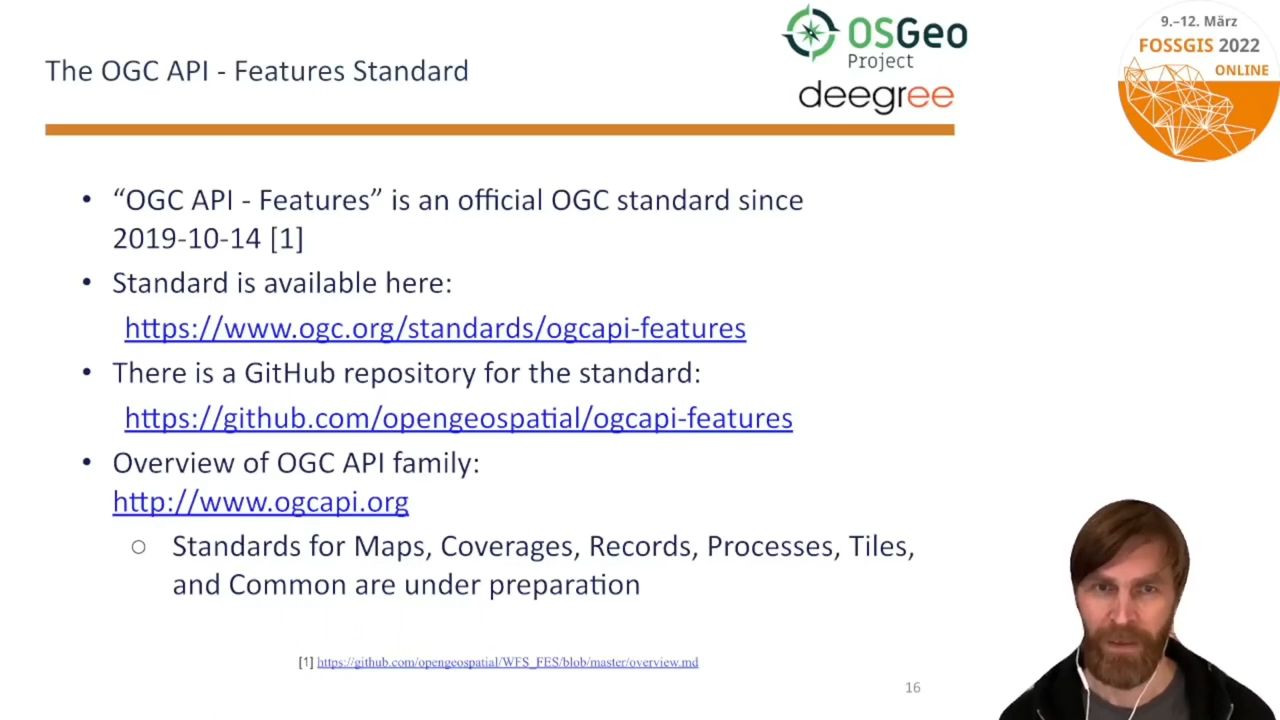 The OGC API - Features Standard
OSGeo
Project
deegree
9.–12. März
FOSSGIS 2022
ONLINE
• “OGC API - Features” is an official OGC standard since
2019-10-14 [1]
• Standard is available here:
https://www.ogc.org/standards/ogcapi-features
• There is a GitHub repository for the standard:
https://github.com/opengeospatial/ogcapi-features
• Overview of OGC API family:
http://www.ogcapi.org
○ Standards for Maps, Coverages, Records, Processes, Tiles,
and Common are under preparation
[1] https://github.com/opengeospatial/WFS_FES/blob/master/overview.md
16